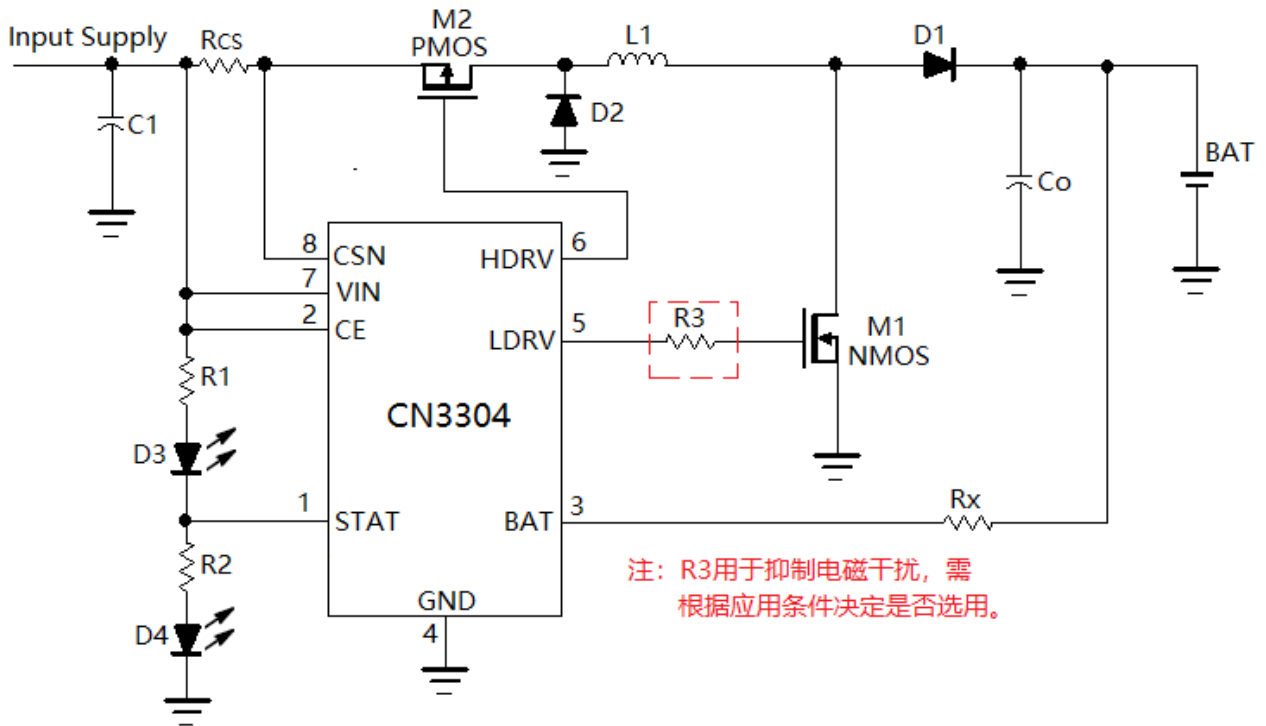 M2
PMOS
L1
D1
Input Supply
Rcs
C1
D2
BAT
Co
8
CSN
6
HDRV
7
VIN
2
CE
5
LDRV
R3
M1
NMOS
R1
CN3304
D3
1
STAT
BAT
3
Rx
R2
注：R3用于抑制电磁干扰，需
根据应用条件决定是否选用。
GND
4
D4